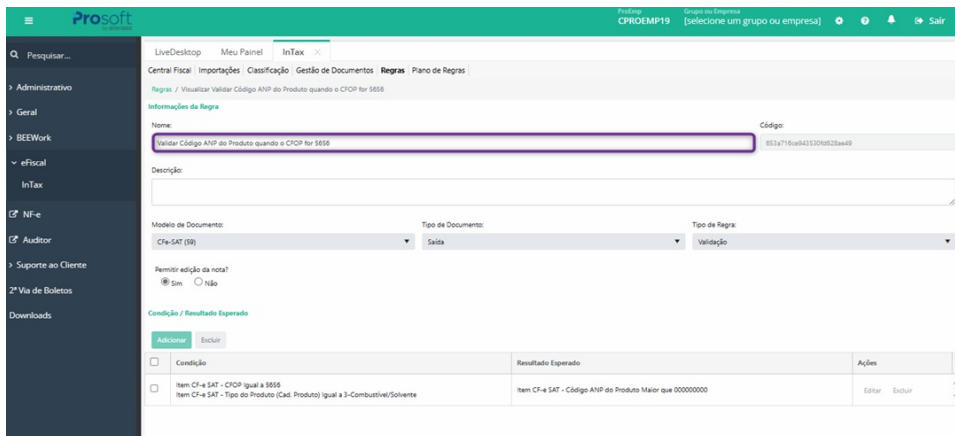 Prosoft
ProEmp
CPROEMP19
Grupo ou Empresa
[selecione um grupo ou empresa]
Sair
Pesquisar...
Administrativo
Geral
BEEWork
eFiscal
InTax
NF-e
Auditor
Suporte ao Cliente
2ª Via de Boletos
Downloads
LiveDesktop Meu Painel InTax
Central Fiscal Importações Classificação Gestão de Documentos Regras Plano de Regras
Regras / Visualizar Validar Código ANP do Produto quando o CFOP for 5656
Informações da Regra
Nome: Código:
Validar Código ANP do Produto quando o CFOP for 5656
Descrição:
Modelo de Documento: Tipo de Documento: Tipo de Regra:
CFe-SAT (59) Saída Validação
Permitir edição da nota?
Sim Não
Condição / Resultado Esperado
Adicionar Excluir
Condição Resultado Esperado Ações
Item CF-e SAT - CFOP Igual a 5656
Item CF-e SAT - Tipo do Produto (Cad. Produto) Igual a 3-Combustível/Solvente
Item CF-e SAT - Código ANP do Produto Maior que 000000000
Editar Excluir